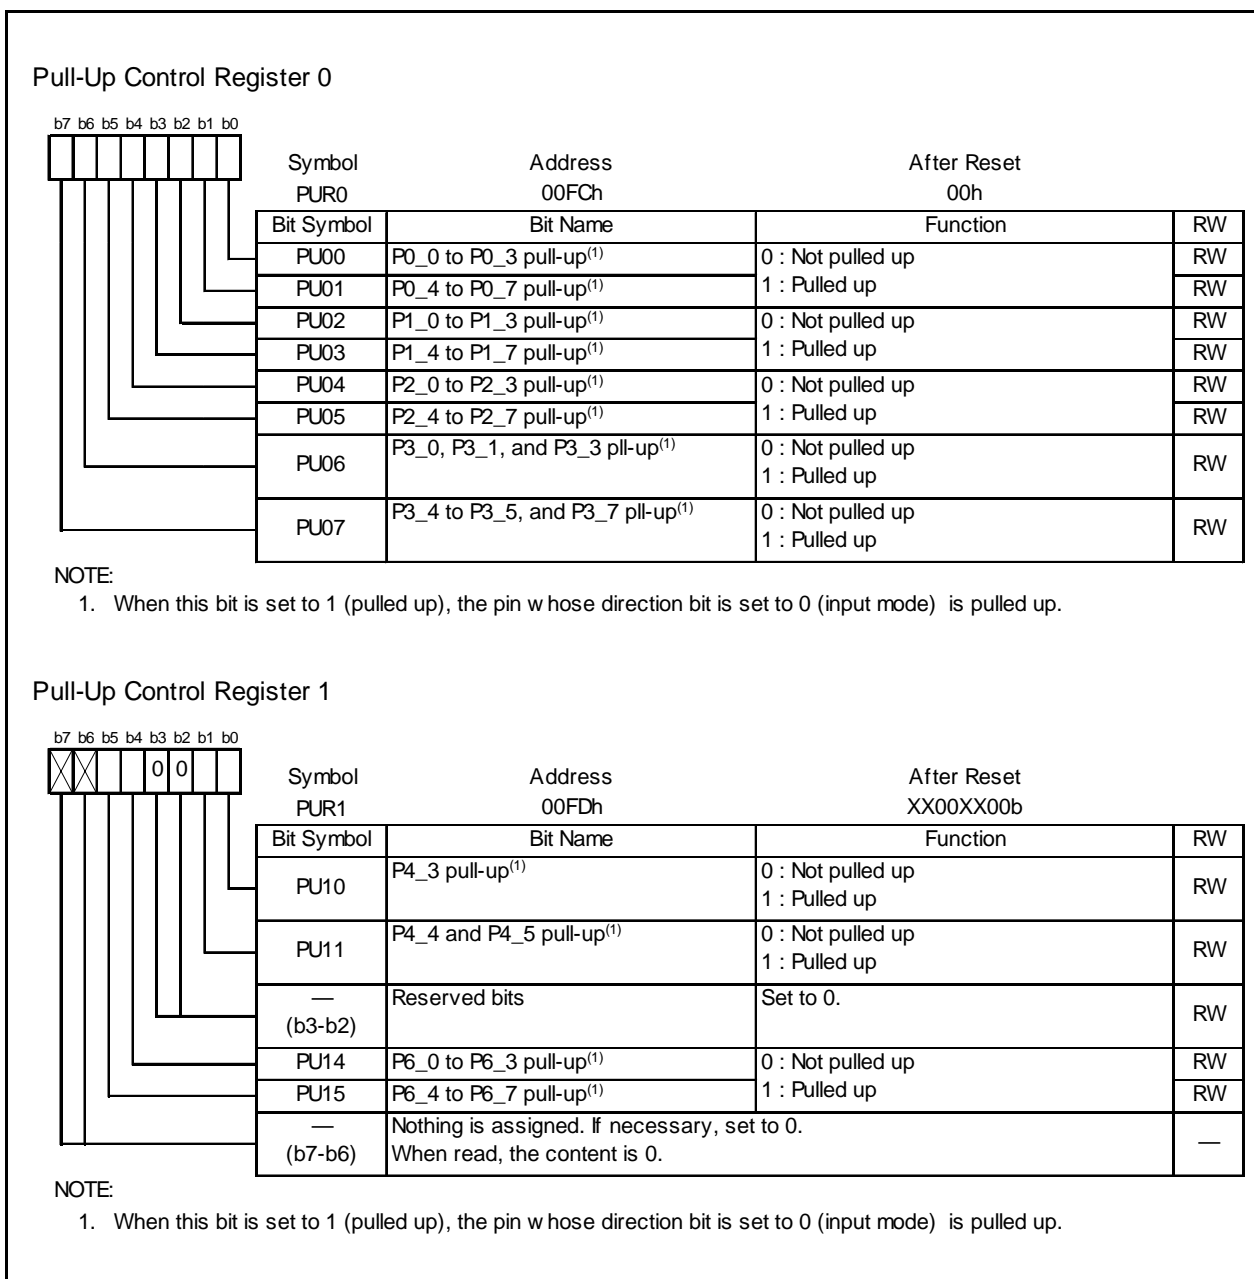 Pull-Up Control Register 0
b7 b6 b5 b4 b3 b2 b1 b0
Symbol Address After Reset
PUR0 00FCh 00h
Bit Symbol Bit Name Function RW
PU00 P0_0 to P0_3 pull-up(1) 0 : Not pulled up RW
PU01 P0_4 to P0_7 pull-up(1) 1 : Pulled up RW
PU02 P1_0 to P1_3 pull-up(1) 0 : Not pulled up RW
PU03 P1_4 to P1_7 pull-up(1) 1 : Pulled up RW
PU04 P2_0 to P2_3 pull-up(1) 0 : Not pulled up RW
PU05 P2_4 to P2_7 pull-up(1) 1 : Pulled up RW
PU06 P3_0, P3_1, and P3_3 pll-up(1) 0 : Not pulled up RW
1 : Pulled up
PU07 P3_4 to P3_5, and P3_7 pll-up(1) 0 : Not pulled up RW
1 : Pulled up
NOTE:
1. When this bit is set to 1 (pulled up), the pin whose direction bit is set to 0 (input mode) is pulled up.
Pull-Up Control Register 1
b7 b6 b5 b4 b3 b2 b1 b0
0 0
Symbol Address After Reset
PUR1 00FDh XX00XX00b
Bit Symbol Bit Name Function RW
PU10 P4_3 pull-up(1) 0 : Not pulled up RW
1 : Pulled up
PU11 P4_4 and P4_5 pull-up(1) 0 : Not pulled up RW
1 : Pulled up
— Reserved bits Set to 0. RW
(b3-b2)
PU14 P6_0 to P6_3 pull-up(1) 0 : Not pulled up RW
PU15 P6_4 to P6_7 pull-up(1) 1 : Pulled up RW
— Nothing is assigned. If necessary, set to 0. —
(b7-b6) When read, the content is 0.
NOTE:
1. When this bit is set to 1 (pulled up), the pin whose direction bit is set to 0 (input mode) is pulled up.